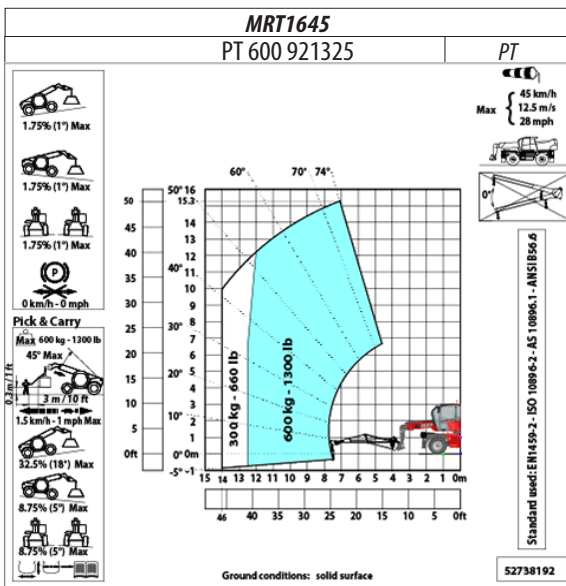 MRT1645
PT 600 921325
PT
1.75% (1°) Max
1.75% (1°) Max
1.75% (1°) Max
P
0 km/h - 0 mph
Pick & Carry
Max 600 kg - 1300 lb
45° Max
0.3 m / 1 ft
3 m / 10 ft
1.5 km/h - 1 mph Max
32.5% (18°) Max
8.75% (5°) Max
8.75% (5°) Max
60°
70°
74°
50
45
40
35
30
25
20
15
10
5
0ft
50°
40°
30°
20°
10°
0°
-5°
16
15.3
14
13
12
11
10
9
8
7
6
5
4
3
2
1
0m
-1
300 kg - 660 lb
600 kg - 1300 lb
15 14 13 12 11 10 9 8 7 6 5 4 3 2 1 0m
46 40 35 30 25 20 15 10 5 0ft
Ground conditions: solid surface
Max
45 km/h
12.5 m/s
28 mph
0°
Standard used: EN1459-2 - ISO 10896-2 - AS 10896.1 - ANSI B56.6
52738192